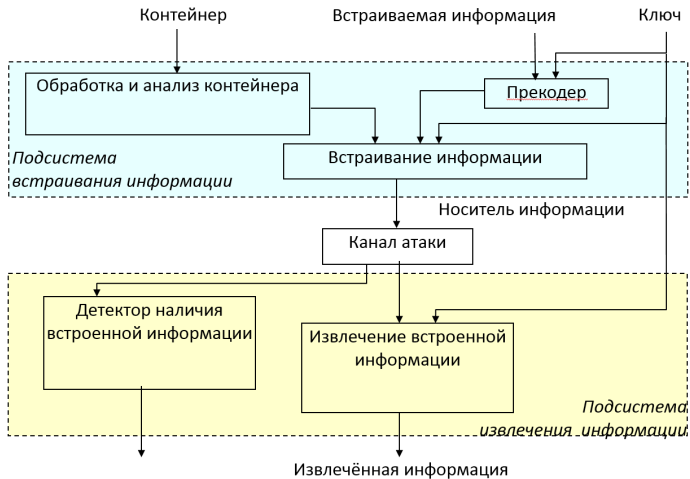 Контейнер
Встраиваемая информация
Ключ
Обработка и анализ контейнера
Прекодер
Подсистема
встраивания информации
Встраивание информации
Носитель информации
Канал атаки
Детектор наличия
встроенной информации
Извлечение встроенной
информации
Подсистема
извлечения информации
Извлечённая информация